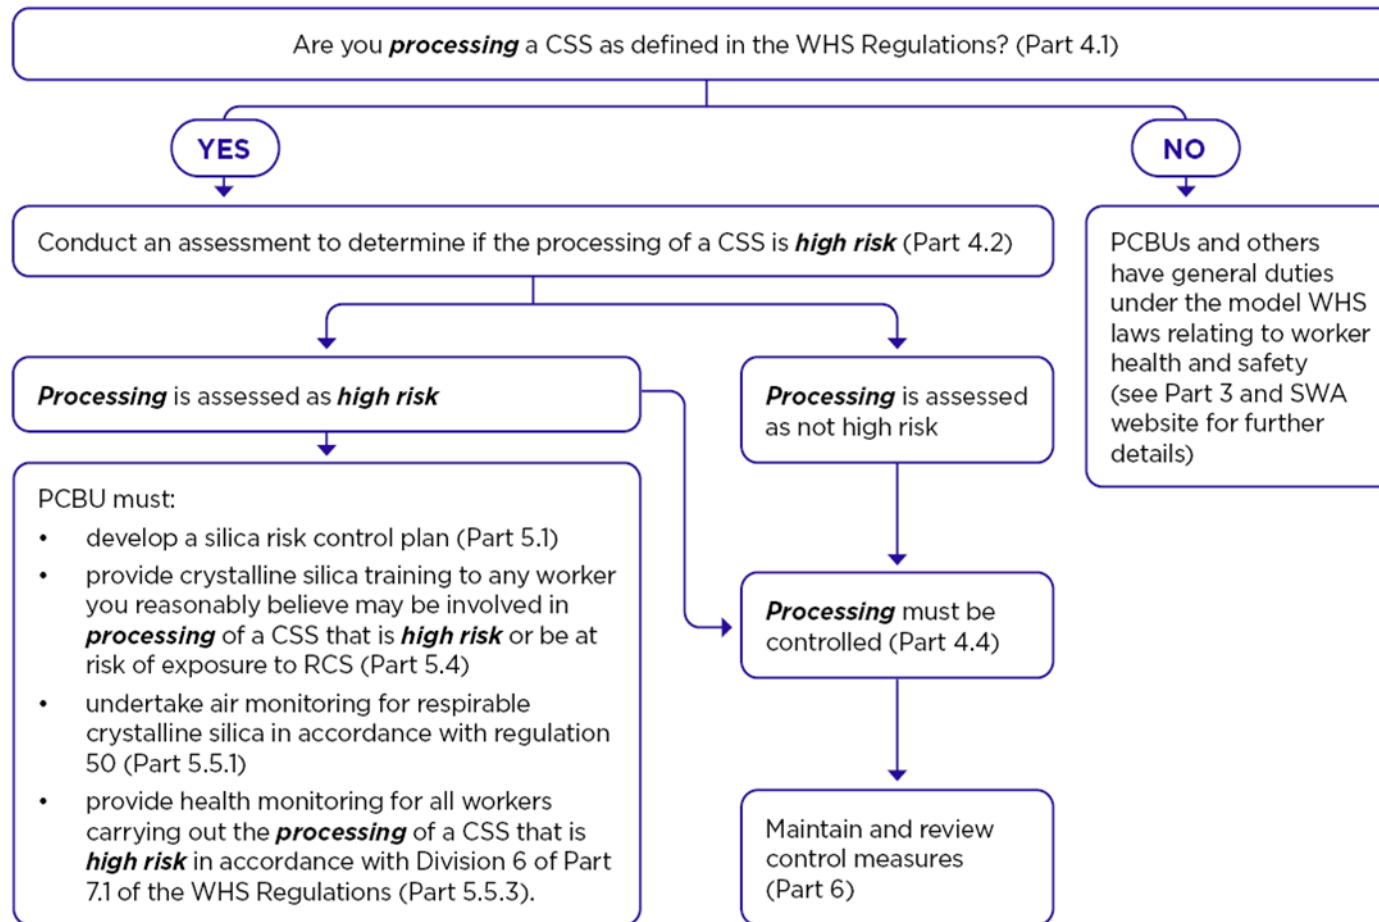 Are you processing a CSS as defined in the WHS Regulations? (Part 4.1)
YES
NO
Conduct an assessment to determine if the processing of a CSS is high risk (Part 4.2)
PCBUs and others
have general duties
under the model WHS
laws relating to worker
health and safety
(see Part 3 and SWA
website for further
details)
Processing is assessed as high risk
Processing is assessed
as not high risk
PCBU must:
• develop a silica risk control plan (Part 5.1)
• provide crystalline silica training to any worker
you reasonably believe may be involved in
processing of a CSS that is high risk or be at
risk of exposure to RCS (Part 5.4)
• undertake air monitoring for respirable
crystalline silica in accordance with regulation
50 (Part 5.5.1)
• provide health monitoring for all workers
carrying out the processing of a CSS that is
high risk in accordance with Division 6 of Part
7.1 of the WHS Regulations (Part 5.5.3).
Processing must be
controlled (Part 4.4)
Maintain and review
control measures
(Part 6)